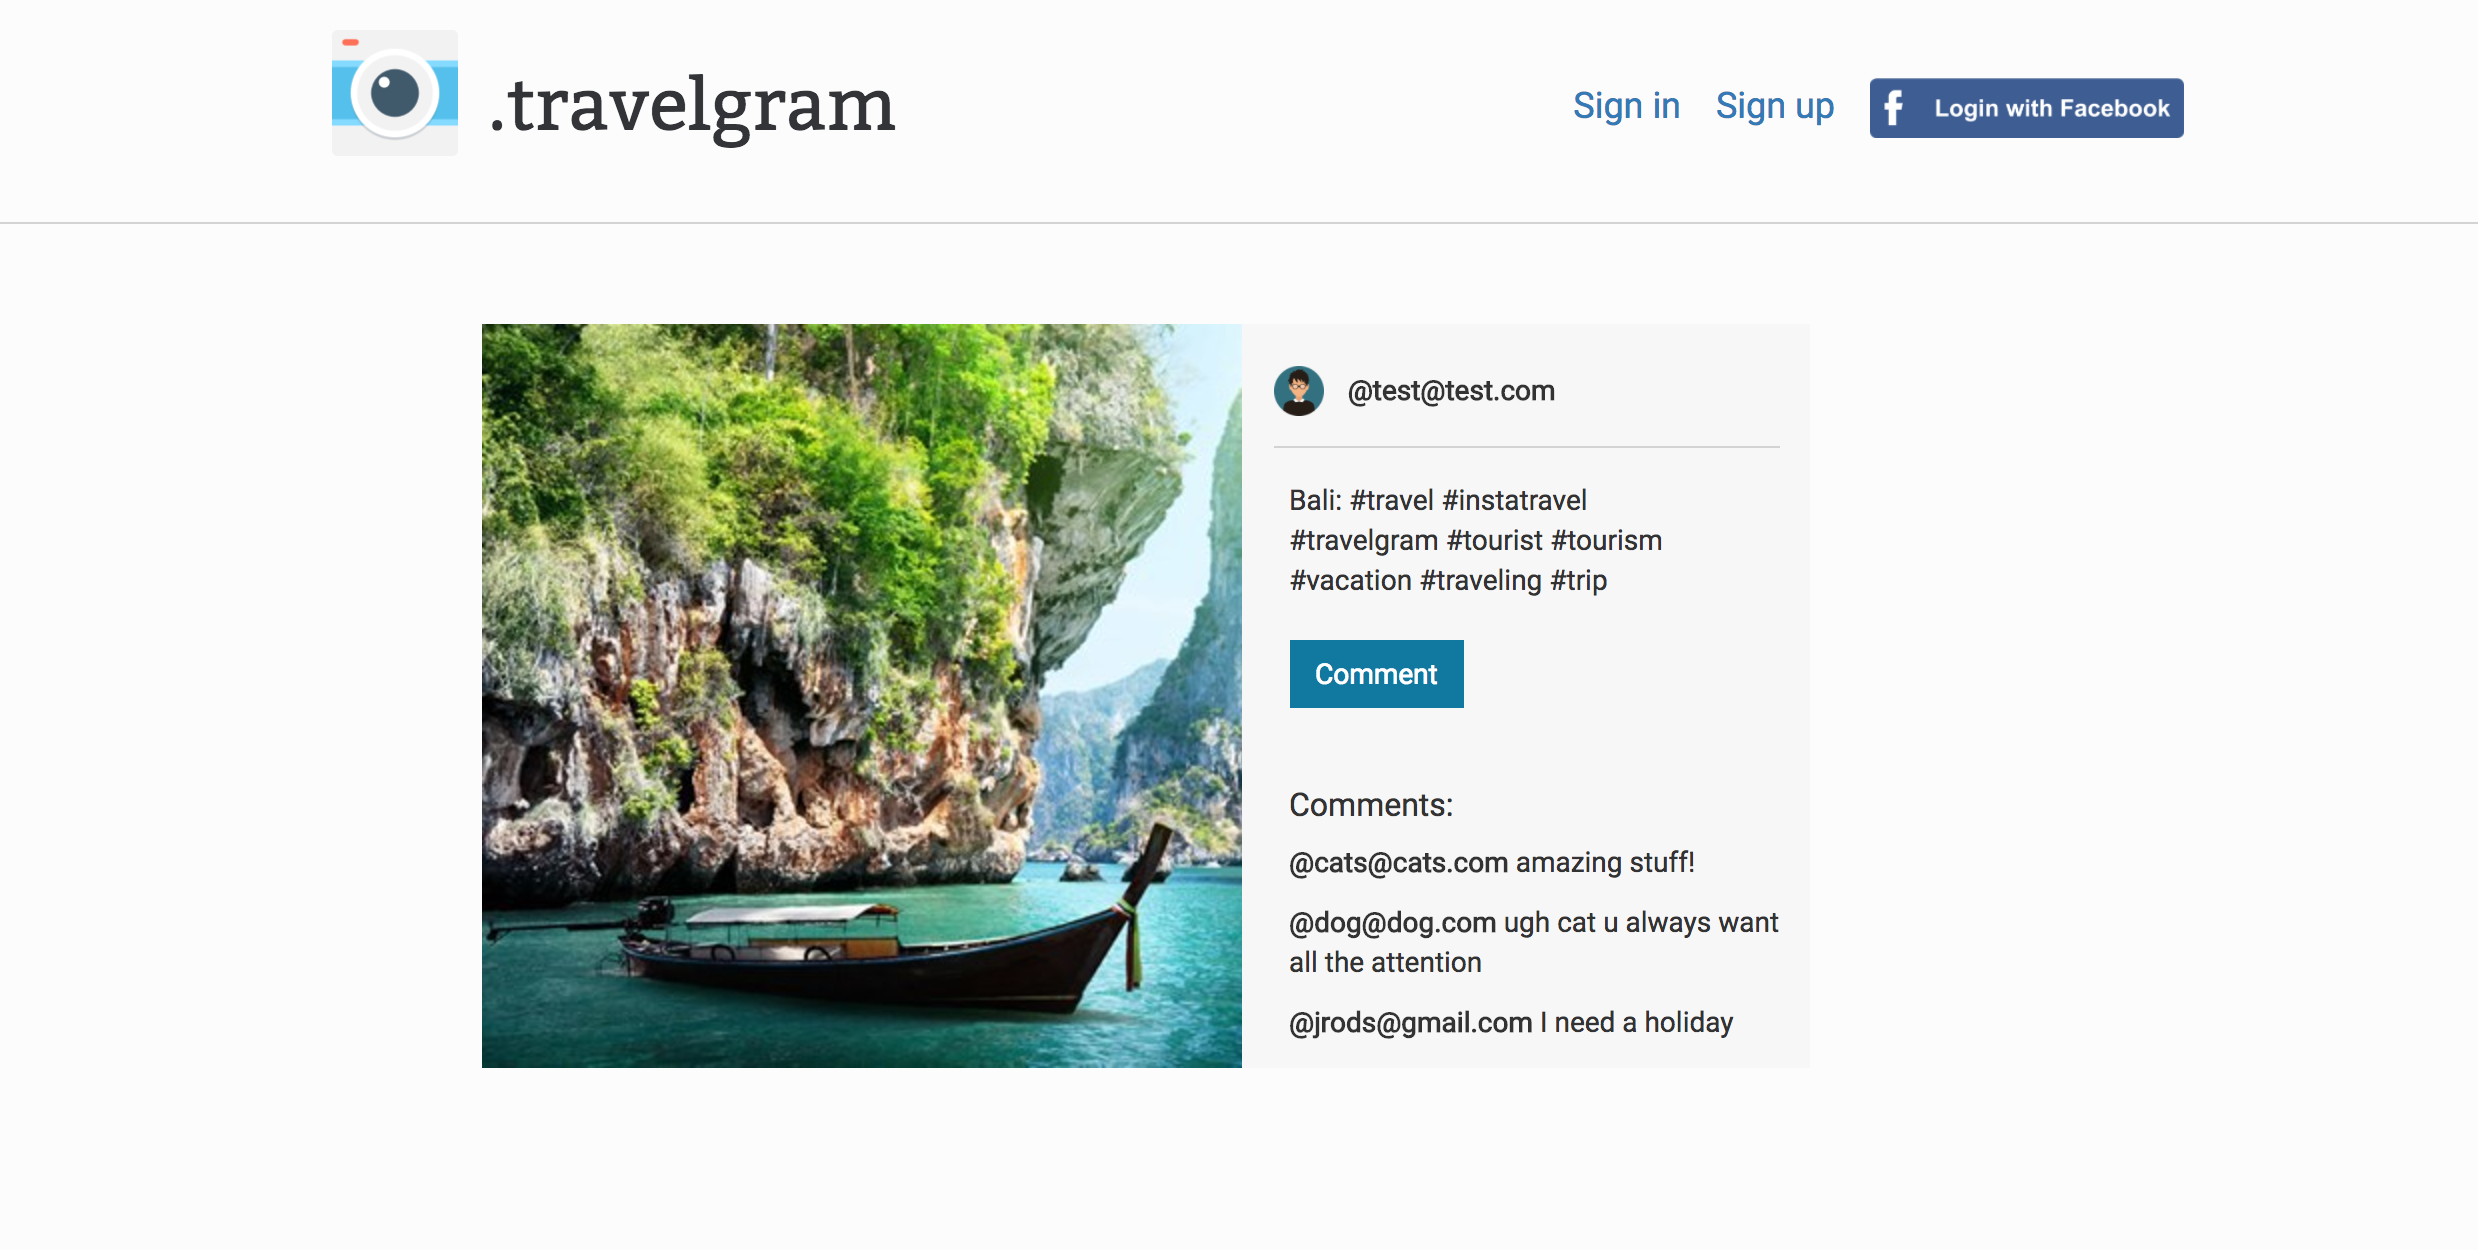 .travelgram
Sign in
Sign up
f Login with Facebook
@test@test.com
Bali: #travel #instatravel
#travelgram #tourist #tourism
#vacation #traveling #trip
Comment
Comments:
@cats@cats.com amazing stuff!
@dog@dog.com ugh cat u always want
all the attention
@jrods@gmail.com I need a holiday